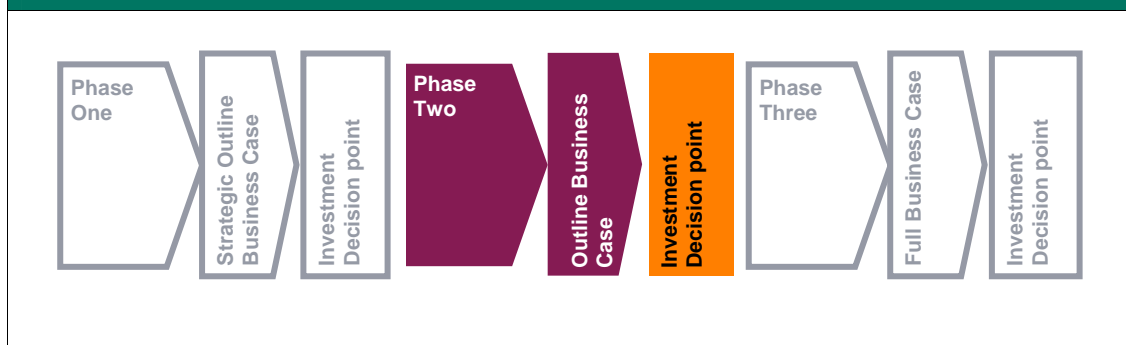 Phase
One
Strategic Outline
Business Case
Investment
Decision point
Phase
Two
Outline Business
Case
Investment
Decision point
Phase
Three
Full Business Case
Investment
Decision point